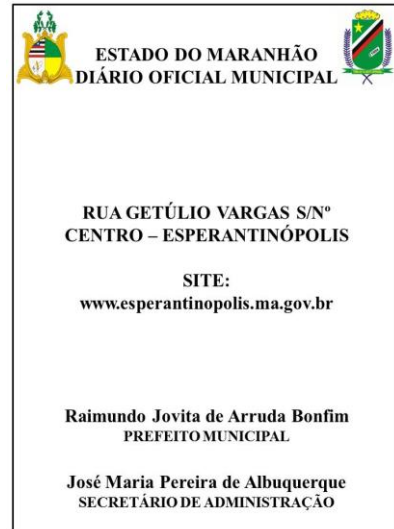 ESTADO DO MARANHÃO
DIÁRIO OFICIAL MUNICIPAL
RUA GETÚLIO VARGAS S/Nº
CENTRO – ESPERANTINÓPOLIS
SITE:
www.esperantinopolis.ma.gov.br
Raimundo Jovita de Arruda Bonfim
PREFEITO MUNICIPAL
José Maria Pereira de Albuquerque
SECRETÁRIO DE ADMINISTRAÇÃO